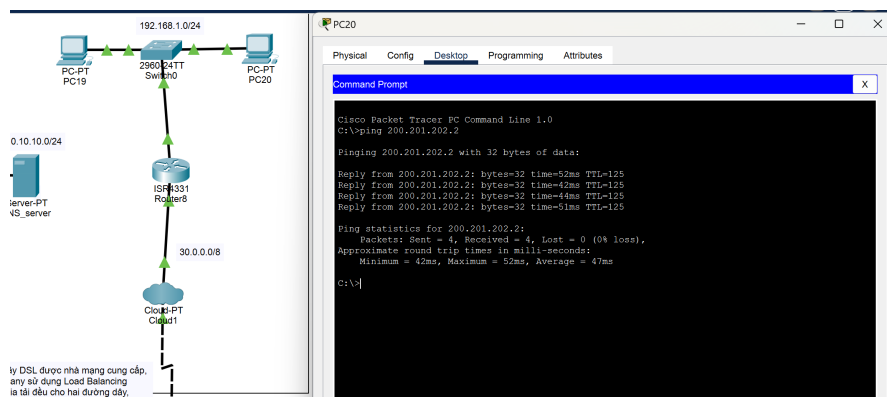 192.168.1.0/24
PC-PT
PC19
2960-24TT
Switch0
PC-PT
PC20
0.10.10.0/24
Server-PT
NS_server
ISR4331
Router8
30.0.0.0/8
Cloud-PT
Cloud1
ây DSL được nhà mạng cung cấp,
any sử dụng Load Balancing
ia tải đều cho hai đường dây,
PC20
Physical Config Desktop Programming Attributes
Command Prompt
X
Cisco Packet Tracer PC Command Line 1.0
C:\>ping 200.201.202.2
Pinging 200.201.202.2 with 32 bytes of data:
Reply from 200.201.202.2: bytes=32 time=52ms TTL=125
Reply from 200.201.202.2: bytes=32 time=42ms TTL=125
Reply from 200.201.202.2: bytes=32 time=44ms TTL=125
Reply from 200.201.202.2: bytes=32 time=51ms TTL=125
Ping statistics for 200.201.202.2:
Packets: Sent = 4, Received = 4, Lost = 0 (0% loss),
Approximate round trip times in milli-seconds:
Minimum = 42ms, Maximum = 52ms, Average = 47ms
C:\>